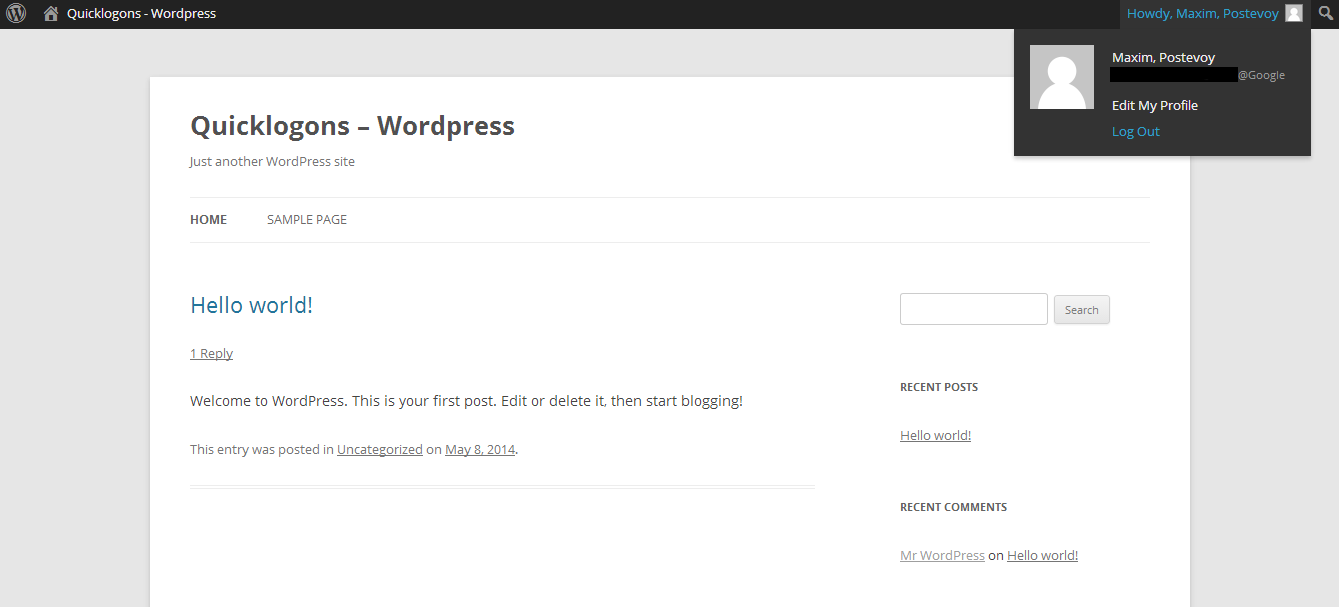 Quicklogons - Wordpress
Howdy, Maxim, Postevoy
Maxim, Postevoy
@Google
Edit My Profile
Log Out
Quicklogons – Wordpress
Just another WordPress site
HOME SAMPLE PAGE
Hello world!
1 Reply
Welcome to WordPress. This is your first post. Edit or delete it, then start blogging!
This entry was posted in Uncategorized on May 8, 2014.
Search
RECENT POSTS
Hello world!
RECENT COMMENTS
Mr WordPress on Hello world!